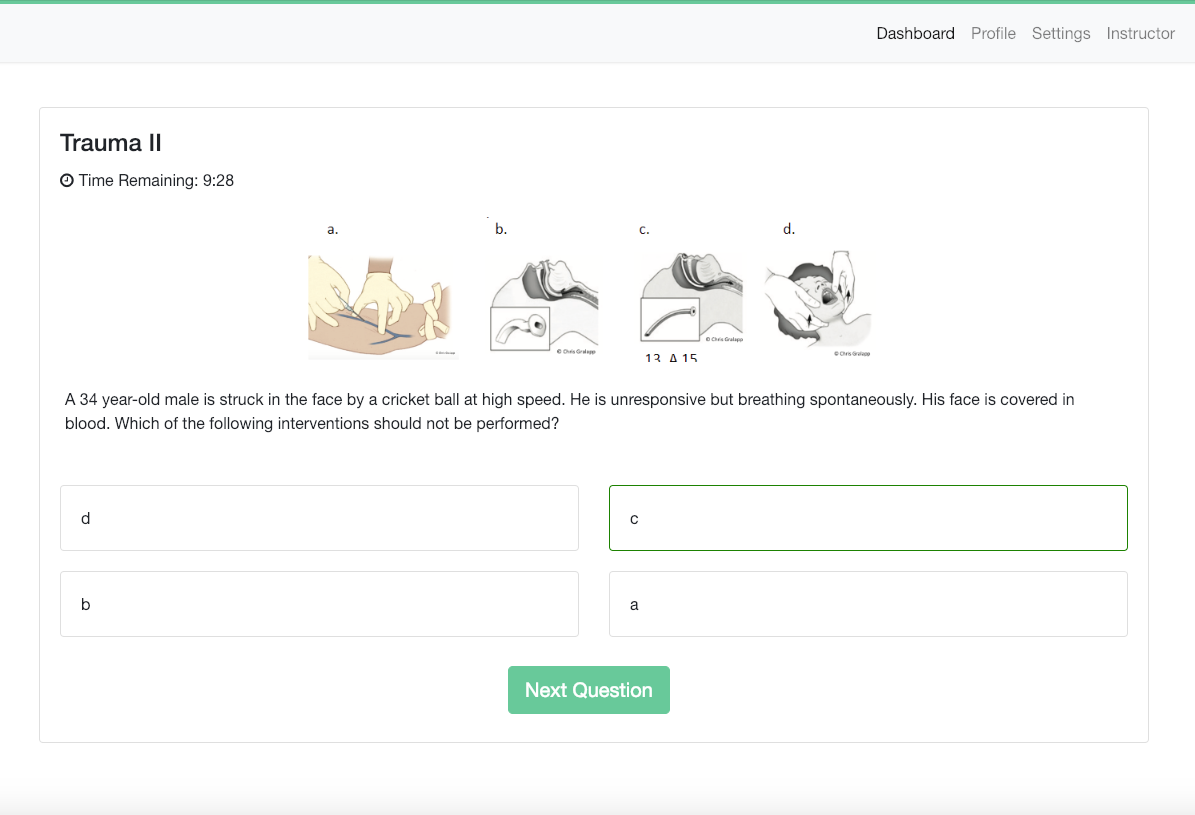 Dashboard Profile Settings Instructor
Trauma II
Time Remaining: 9:28
a. b. c. d.
© Chris Gralapp © Chris Gralapp © Chris Gralapp
13. A 15
A 34 year-old male is struck in the face by a cricket ball at high speed. He is unresponsive but breathing spontaneously. His face is covered in
blood. Which of the following interventions should not be performed?
d c
b a
Next Question